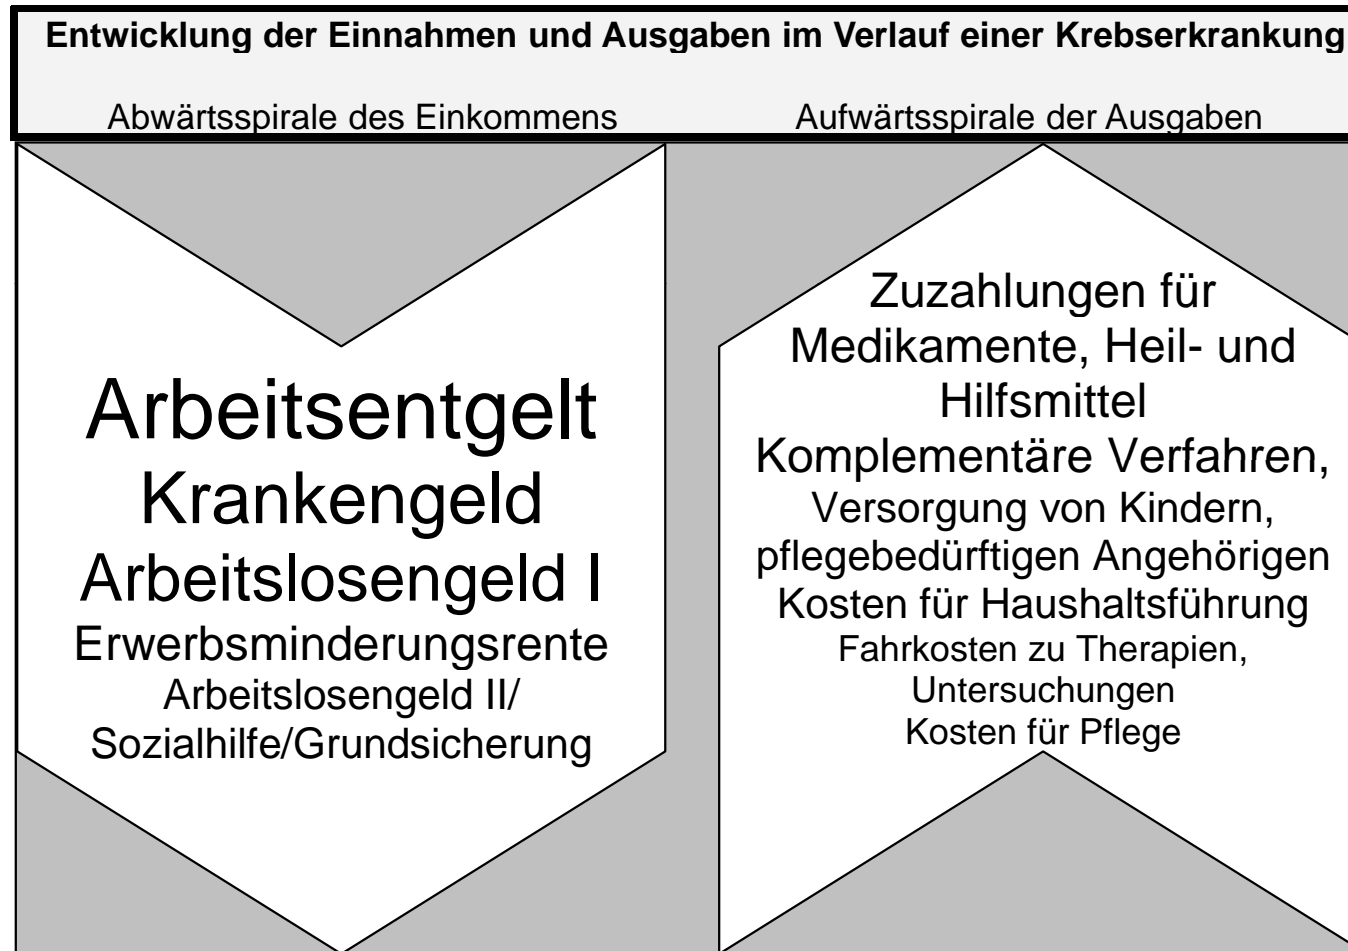 Entwicklung der Einnahmen und Ausgaben im Verlauf einer Krebserkrankung
Abwärtsspirale des Einkommens
Aufwärtsspirale der Ausgaben
Arbeitsentgelt
Krankengeld
Arbeitslosengeld I
Erwerbsminderungsrente
Arbeitslosengeld II/
Sozialhilfe/Grundsicherung
Zuzahlungen für
Medikamente, Heil- und
Hilfsmittel
Komplementäre Verfahren,
Versorgung von Kindern,
pflegebedürftigen Angehörigen
Kosten für Haushaltsführung
Fahrkosten zu Therapien,
Untersuchungen
Kosten für Pflege